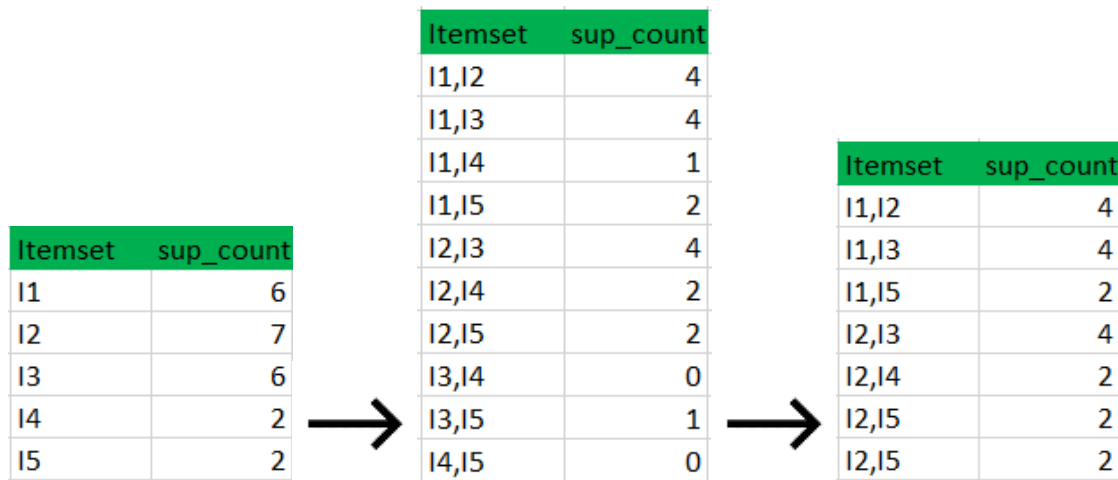 Itemset sup_count
I1 6
I2 7
I3 6
I4 2
I5 2
Itemset sup_count
I1,I2 4
I1,I3 4
I1,I4 1
I1,I5 2
I2,I3 4
I2,I4 2
I2,I5 2
I3,I4 0
I3,I5 1
I4,I5 0
Itemset sup_count
I1,I2 4
I1,I3 4
I1,I5 2
I2,I3 4
I2,I4 2
I2,I5 2
I2,I5 2